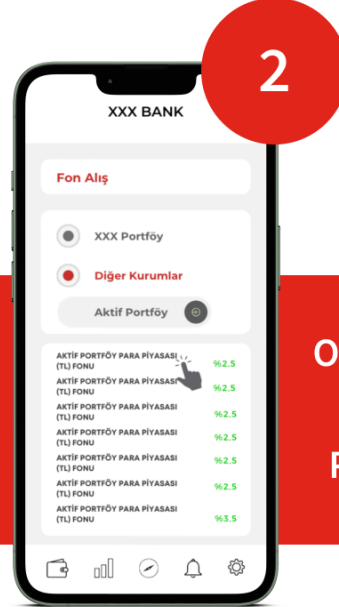 2
XXX BANK
Fon Alış
XXX Portföy
Diğer Kurumlar
Aktif Portföy
AKTİF PORTFÖY PARA PİYASASI
(TL) FONU
%2.5
AKTİF PORTFÖY PARA PİYASASI
(TL) FONU
%2.5
AKTİF PORTFÖY PARA PİYASASI
(TL) FONU
%2.5
AKTİF PORTFÖY PARA PİYASASI
(TL) FONU
%2.5
AKTİF PORTFÖY PARA PİYASASI
(TL) FONU
%2.5
AKTİF PORTFÖY PARA PİYASASI
(TL) FONU
%2.5
AKTİF PORTFÖY PARA PİYASASI
(TL) FONU
%3.5